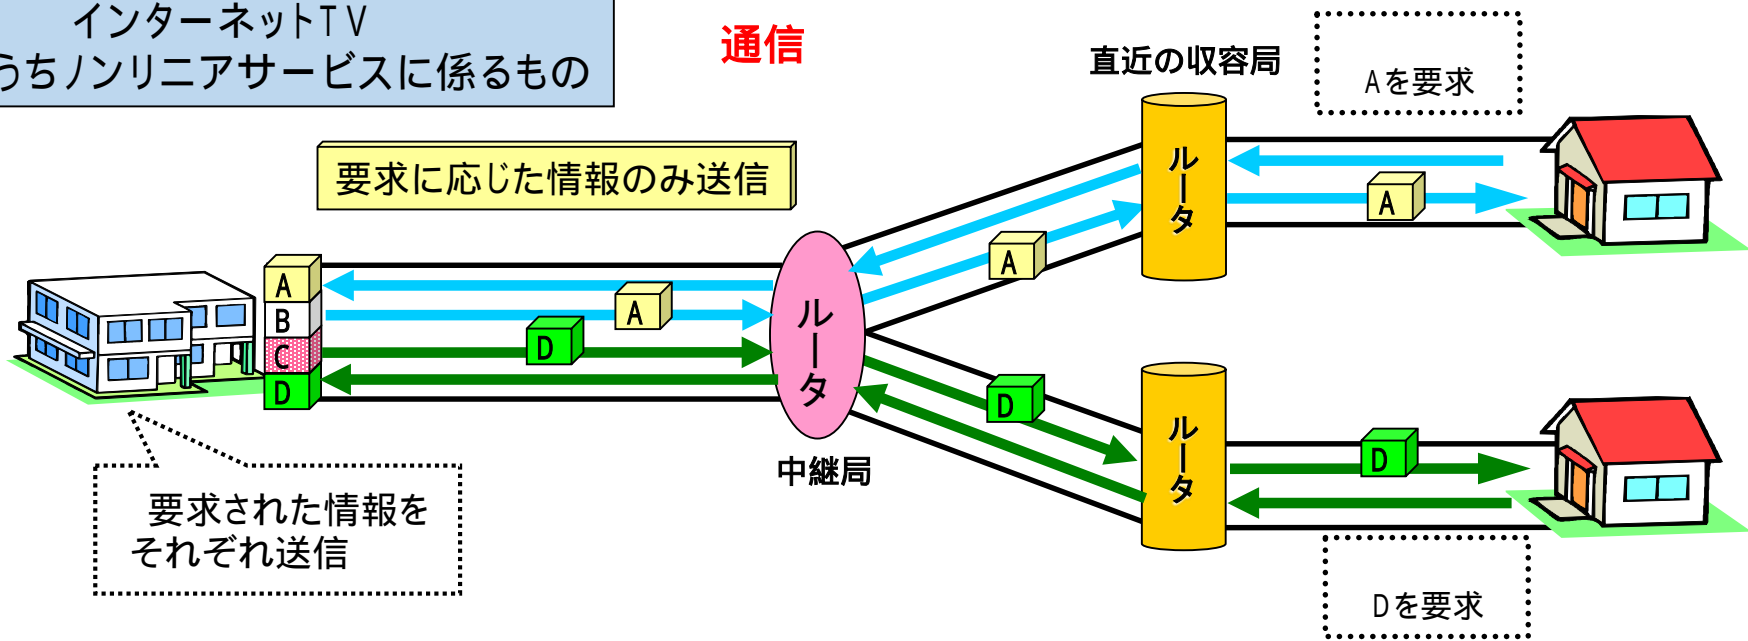 インターネットTV
うちノンリニアサービスに係るもの
通信
直近の収容局
Aを要求
要求に応じた情報のみ送信
ルータ
A
A
A
B
C
D
A
D
ルータ
中継局
D
ルータ
D
要求された情報を
それぞれ送信
Dを要求